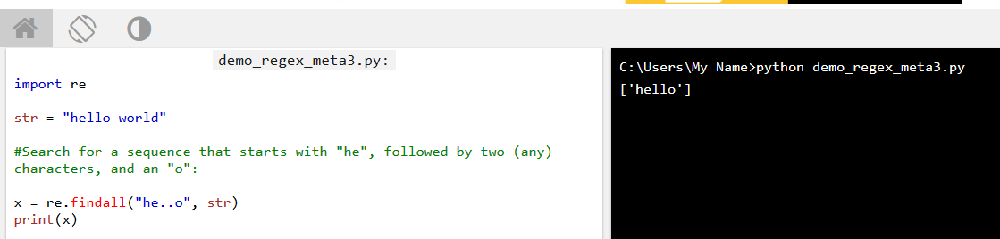 demo_regex_meta3.py:
import re
str = "hello world"
#Search for a sequence that starts with "he", followed by two (any)
characters, and an "o":
x = re.findall("he..o", str)
print(x)
C:\Users\My Name>python demo_regex_meta3.py
['hello']